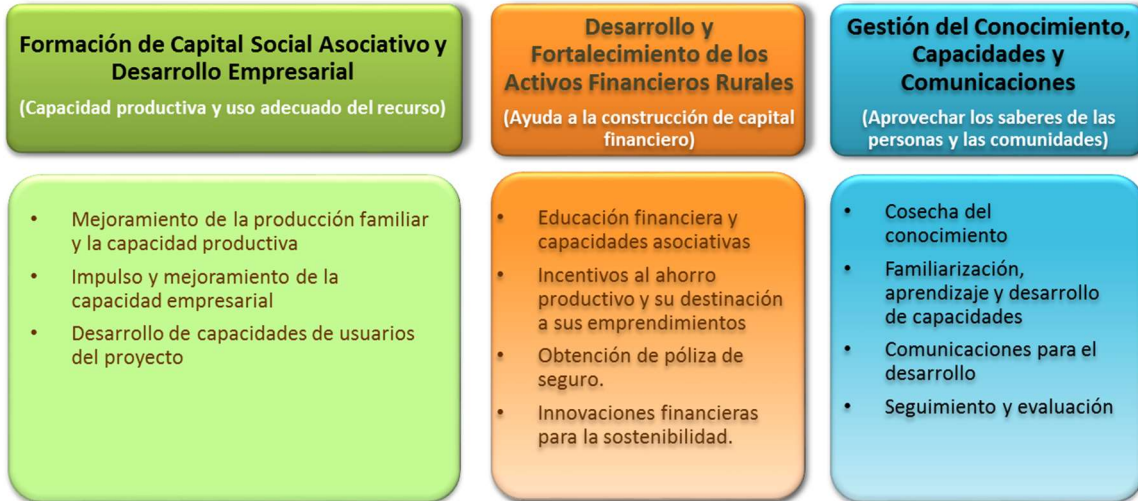 Formación de Capital Social Asociativo y
Desarrollo Empresarial
(Capacidad productiva y uso adecuado del recurso)
• Mejoramiento de la producción familiar
y la capacidad productiva
• Impulso y mejoramiento de la
capacidad empresarial
• Desarrollo de capacidades de usuarios
del proyecto
Desarrollo y
Fortalecimiento de los
Activos Financieros Rurales
(Ayuda a la construcción de capital
financiero)
• Educación financiera y
capacidades asociativas
• Incentivos al ahorro
productivo y su destinación
a sus emprendimientos
• Obtención de póliza de
seguro.
• Innovaciones financieras
para la sostenibilidad.
Gestión del Conocimiento,
Capacidades y
Comunicaciones
(Aprovechar los saberes de las
personas y las comunidades)
• Cosecha del
conocimiento
• Familiarización,
aprendizaje y desarrollo
de capacidades
• Comunicaciones para el
desarrollo
• Seguimiento y evaluación